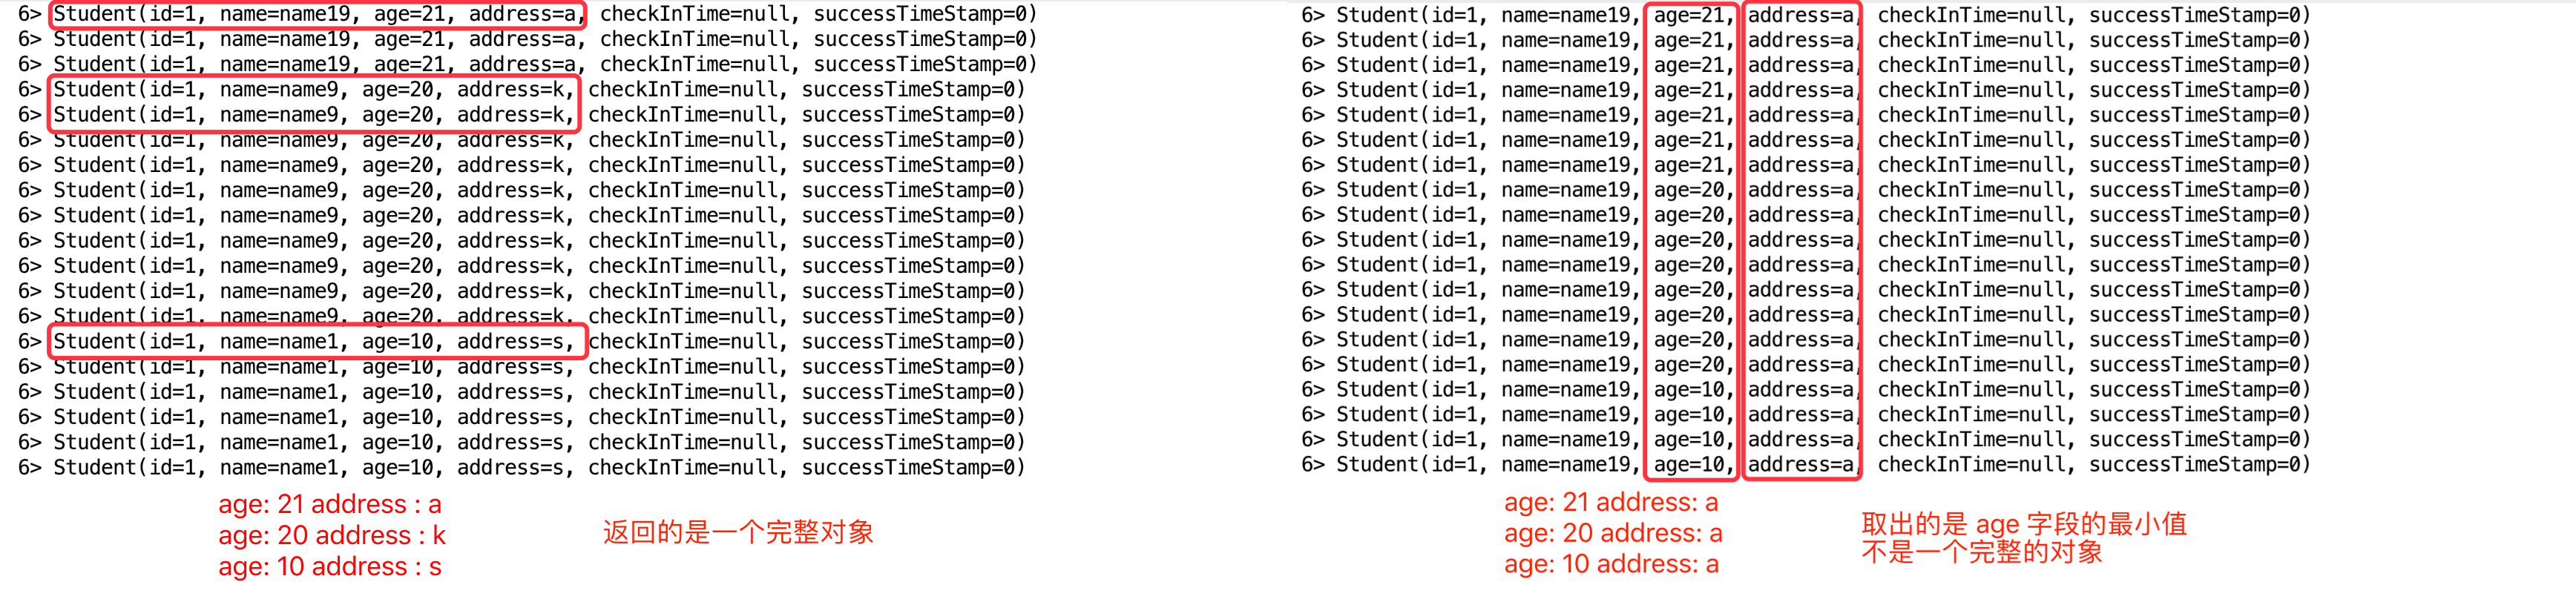 6> Student(id=1, name=name19, age=21, address=a, checkInTime=null, successTimeStamp=0)
6> Student(id=1, name=name19, age=21, address=a, checkInTime=null, successTimeStamp=0)
6> Student(id=1, name=name19, age=21, address=a, checkInTime=null, successTimeStamp=0)
6> Student(id=1, name=name9, age=20, address=k, checkInTime=null, successTimeStamp=0)
6> Student(id=1, name=name9, age=20, address=k, checkInTime=null, successTimeStamp=0)
6> Student(id=1, name=name9, age=20, address=k, checkInTime=null, successTimeStamp=0)
6> Student(id=1, name=name9, age=20, address=k, checkInTime=null, successTimeStamp=0)
6> Student(id=1, name=name9, age=20, address=k, checkInTime=null, successTimeStamp=0)
6> Student(id=1, name=name9, age=20, address=k, checkInTime=null, successTimeStamp=0)
6> Student(id=1, name=name9, age=20, address=k, checkInTime=null, successTimeStamp=0)
6> Student(id=1, name=name9, age=20, address=k, checkInTime=null, successTimeStamp=0)
6> Student(id=1, name=name9, age=20, address=k, checkInTime=null, successTimeStamp=0)
6> Student(id=1, name=name9, age=20, address=k, checkInTime=null, successTimeStamp=0)
6> Student(id=1, name=name1, age=10, address=s, checkInTime=null, successTimeStamp=0)
6> Student(id=1, name=name1, age=10, address=s, checkInTime=null, successTimeStamp=0)
6> Student(id=1, name=name1, age=10, address=s, checkInTime=null, successTimeStamp=0)
6> Student(id=1, name=name1, age=10, address=s, checkInTime=null, successTimeStamp=0)
6> Student(id=1, name=name1, age=10, address=s, checkInTime=null, successTimeStamp=0)
6> Student(id=1, name=name1, age=10, address=s, checkInTime=null, successTimeStamp=0)
age: 21 address : a
age: 20 address : k
age: 10 address : s
返回的是一个完整对象
6> Student(id=1, name=name19, age=21, address=a, checkInTime=null, successTimeStamp=0)
6> Student(id=1, name=name19, age=21, address=a, checkInTime=null, successTimeStamp=0)
6> Student(id=1, name=name19, age=21, address=a, checkInTime=null, successTimeStamp=0)
6> Student(id=1, name=name19, age=21, address=a, checkInTime=null, successTimeStamp=0)
6> Student(id=1, name=name19, age=21, address=a, checkInTime=null, successTimeStamp=0)
6> Student(id=1, name=name19, age=21, address=a, checkInTime=null, successTimeStamp=0)
6> Student(id=1, name=name19, age=21, address=a, checkInTime=null, successTimeStamp=0)
6> Student(id=1, name=name19, age=20, address=a, checkInTime=null, successTimeStamp=0)
6> Student(id=1, name=name19, age=20, address=a, checkInTime=null, successTimeStamp=0)
6> Student(id=1, name=name19, age=20, address=a, checkInTime=null, successTimeStamp=0)
6> Student(id=1, name=name19, age=20, address=a, checkInTime=null, successTimeStamp=0)
6> Student(id=1, name=name19, age=20, address=a, checkInTime=null, successTimeStamp=0)
6> Student(id=1, name=name19, age=20, address=a, checkInTime=null, successTimeStamp=0)
6> Student(id=1, name=name19, age=20, address=a, checkInTime=null, successTimeStamp=0)
6> Student(id=1, name=name19, age=20, address=a, checkInTime=null, successTimeStamp=0)
6> Student(id=1, name=name19, age=10, address=a, checkInTime=null, successTimeStamp=0)
6> Student(id=1, name=name19, age=10, address=a, checkInTime=null, successTimeStamp=0)
6> Student(id=1, name=name19, age=10, address=a, checkInTime=null, successTimeStamp=0)
6> Student(id=1, name=name19, age=10, address=a, checkInTime=null, successTimeStamp=0)
age: 21 address: a
age: 20 address: a
age: 10 address: a
取出的是 age 字段的最小值
不是一个完整的对象